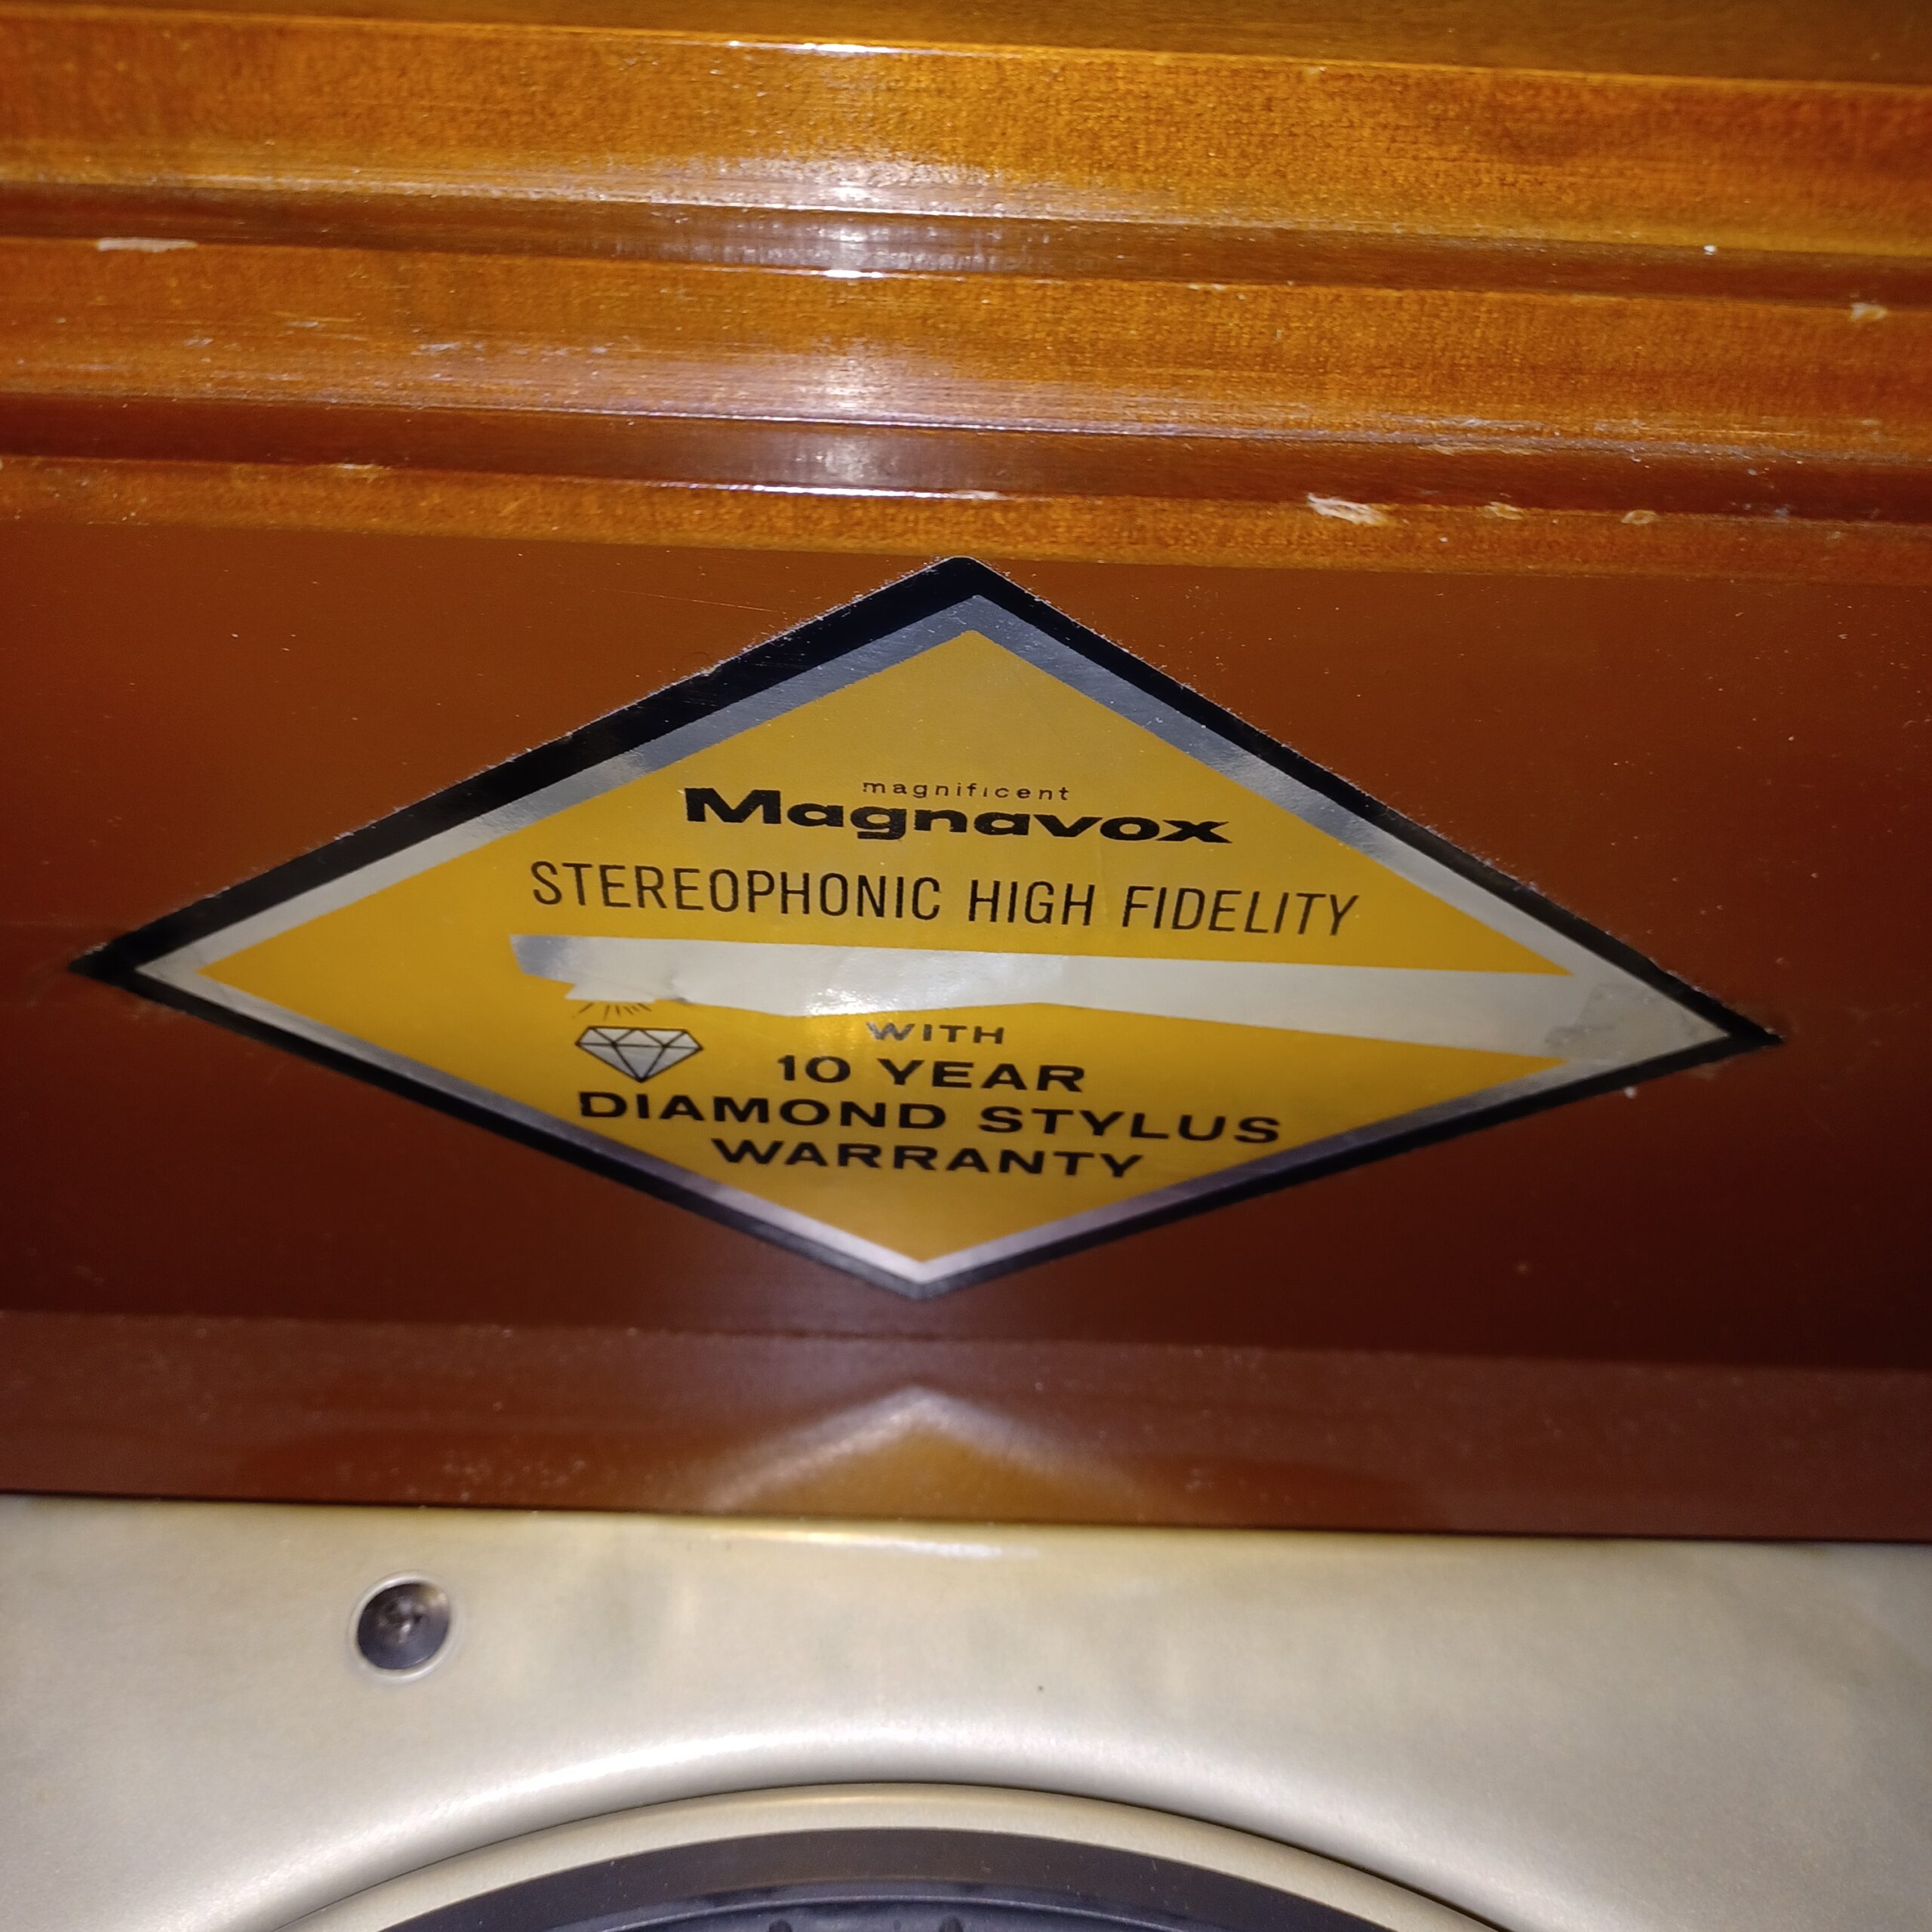 magnificent
Magnavox
STEREOPHONIC HIGH FIDELITY
WITH
10 YEAR
DIAMOND STYLUS
WARRANTY